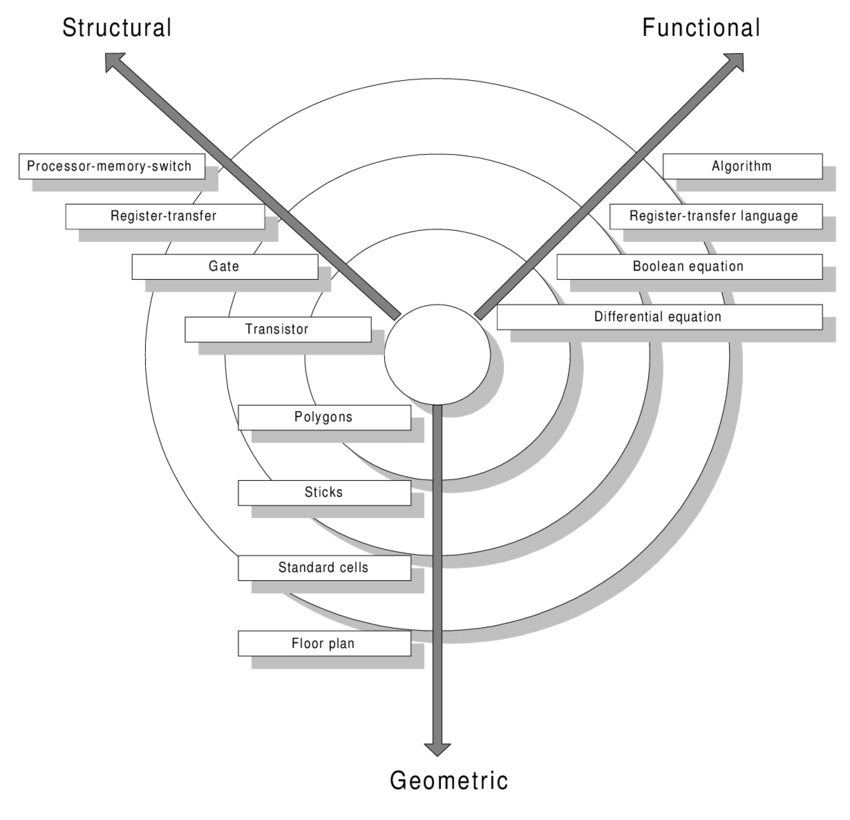 Structural
Functional
Processor-memory-switch
Algorithm
Register-transfer
Register-transfer language
Gate
Boolean equation
Transistor
Differential equation
Polygons
Sticks
Standard cells
Floor plan
Geometric